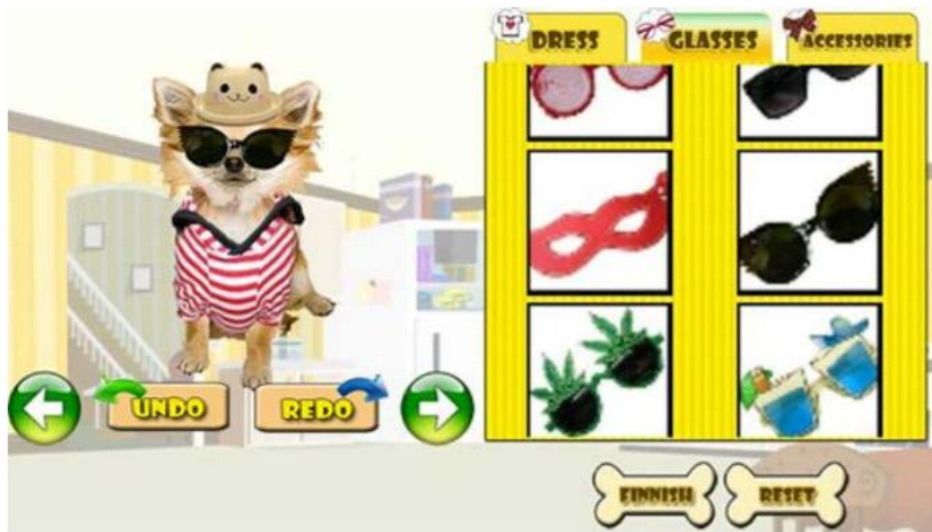 DRESS
GLASSES
ACCESSORIES
UNDO
REDO
FINNISH
RESET